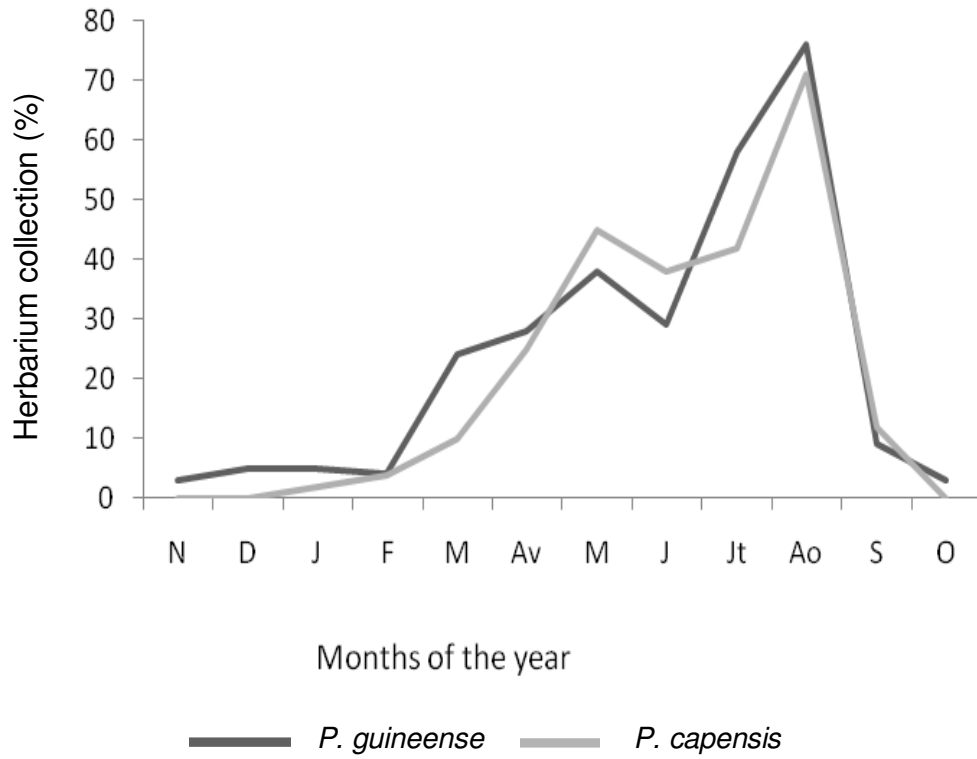 80
70
60
50
40
30
20
10
0
Herbarium collection (%)
N D J F M Av M J Jt Ao S O
Months of the year
P. guineense P. capensis